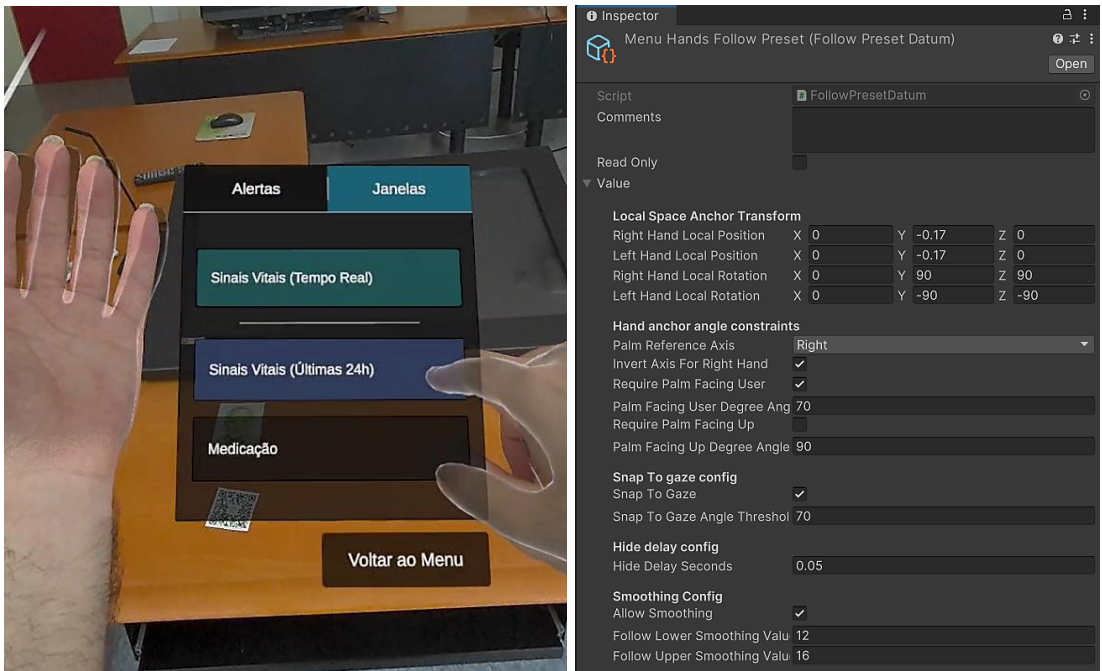 Alertas
Janelas
Sinais Vitais (Tempo Real)
Sinais Vitais (Últimas 24h)
Medicação
Voltar ao Menu
Inspector
Menu Hands Follow Preset (Follow Preset Datum)
Open
Script FollowPresetDatum
Comments
Read Only
Value
Local Space Anchor Transform
Right Hand Local Position X 0 Y -0.17 Z 0
Left Hand Local Position X 0 Y -0.17 Z 0
Right Hand Local Rotation X 0 Y 90 Z 90
Left Hand Local Rotation X 0 Y -90 Z -90
Hand anchor angle constraints
Palm Reference Axis Right
Invert Axis For Right Hand
Require Palm Facing User
Palm Facing User Degree Ang 70
Require Palm Facing Up
Palm Facing Up Degree Angle 90
Snap To gaze config
Snap To Gaze
Snap To Gaze Angle Threshol 70
Hide delay config
Hide Delay Seconds 0.05
Smoothing Config
Allow Smoothing
Follow Lower Smoothing Valu 12
Follow Upper Smoothing Valu 16